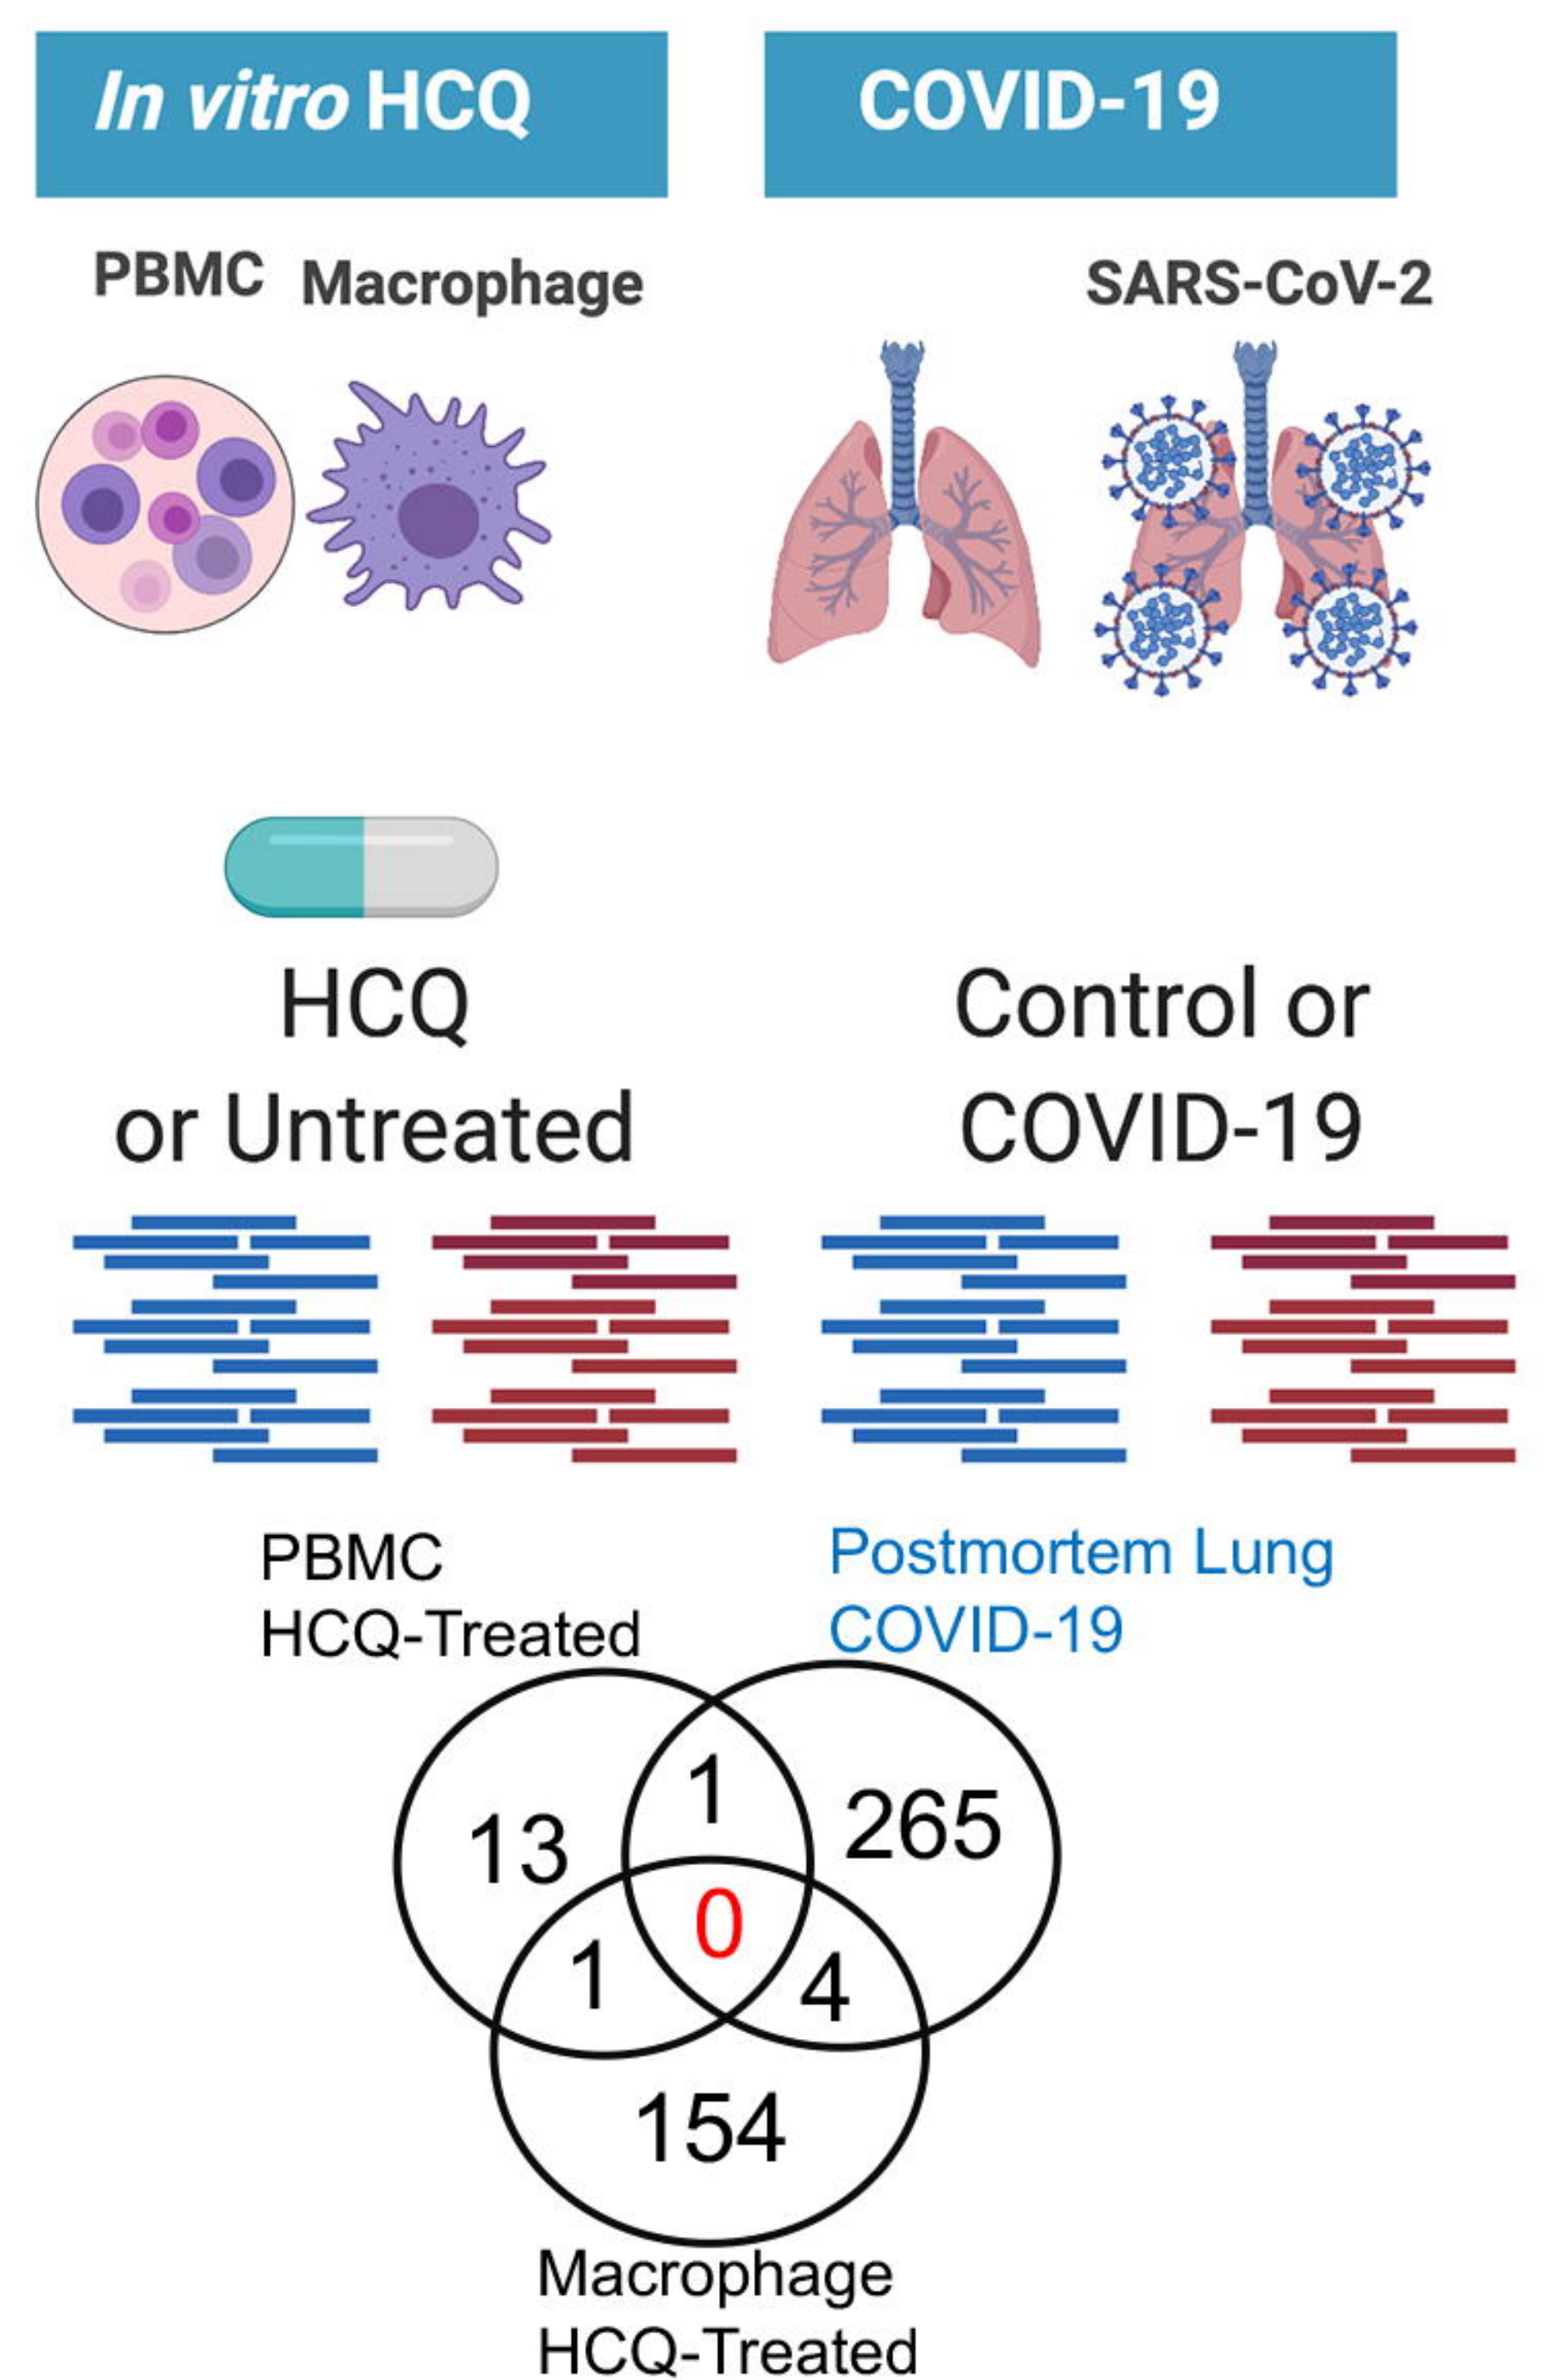 In vitro HCQ
COVID-19
PBMC
Macrophage
SARS-CoV-2
HCQ
or Untreated
Control or
COVID-19
PBMC
HCQ-Treated
Postmortem Lung
COVID-19
1
13
265
0
1
4
154
Macrophage
HCQ-Treated